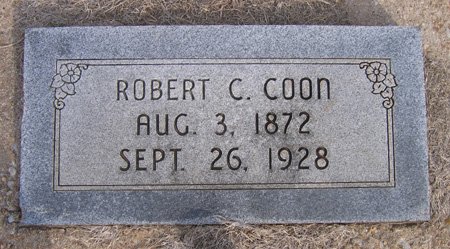 ROBERT C. COON
AUG. 3, 1872
SEPT. 26, 1928